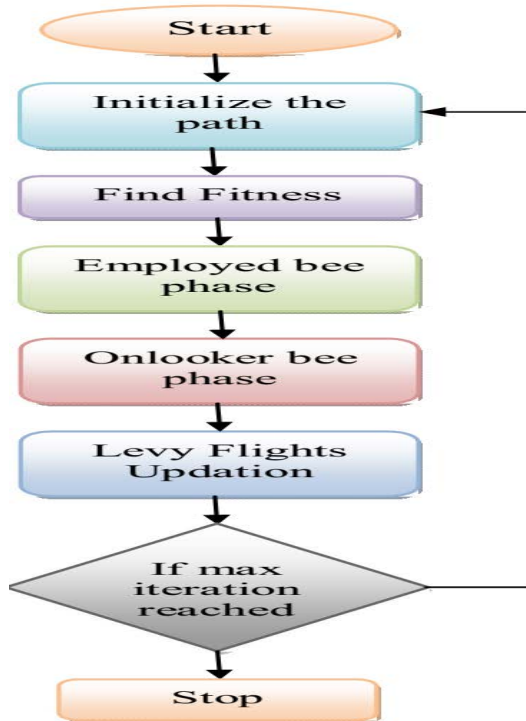 Start
Initialize the
path
Find Fitness
Employed bee
phase
Onlooker bee
phase
Levy Flights
Updation
If max
iteration
reached
Stop